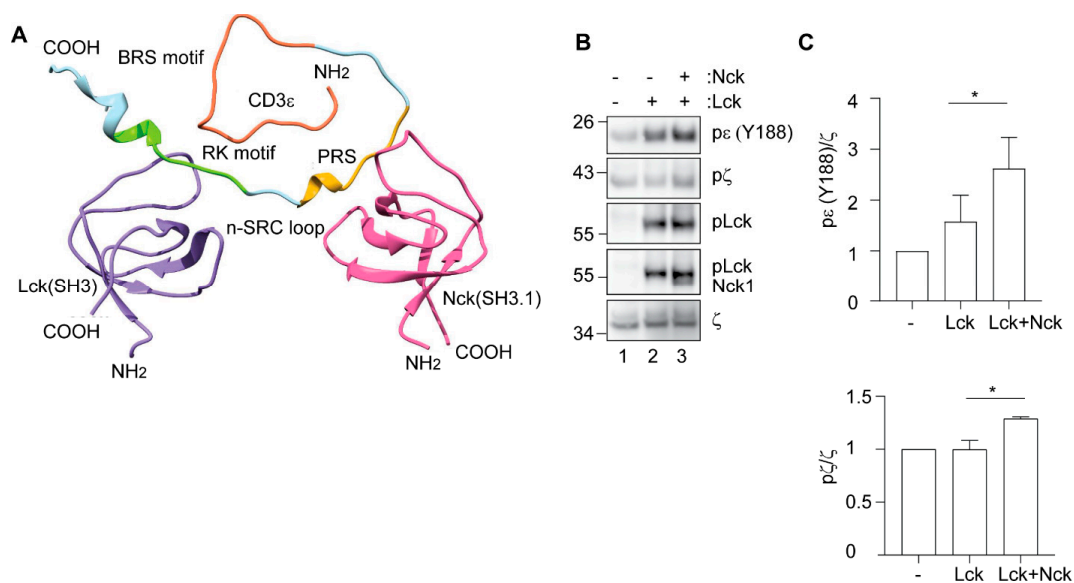 A
COOH
BRS motif
NH2
CD3ε
RK motif
PRS
n-SRC loop
Lck(SH3)
Nck(SH3.1)
COOH
NH2
NH2
COOH
B
- - + :Nck
- + + :Lck
26
pε (Y188)
43
pζ
pLck
55
pLck
55
Nck1
ζ
34
1 2 3
C
*
4
3
2
1
0
pε (Y188)/ζ
- Lck Lck+Nck
*
1.5
1
0.5
0
pζ/ζ
- Lck Lck+Nck